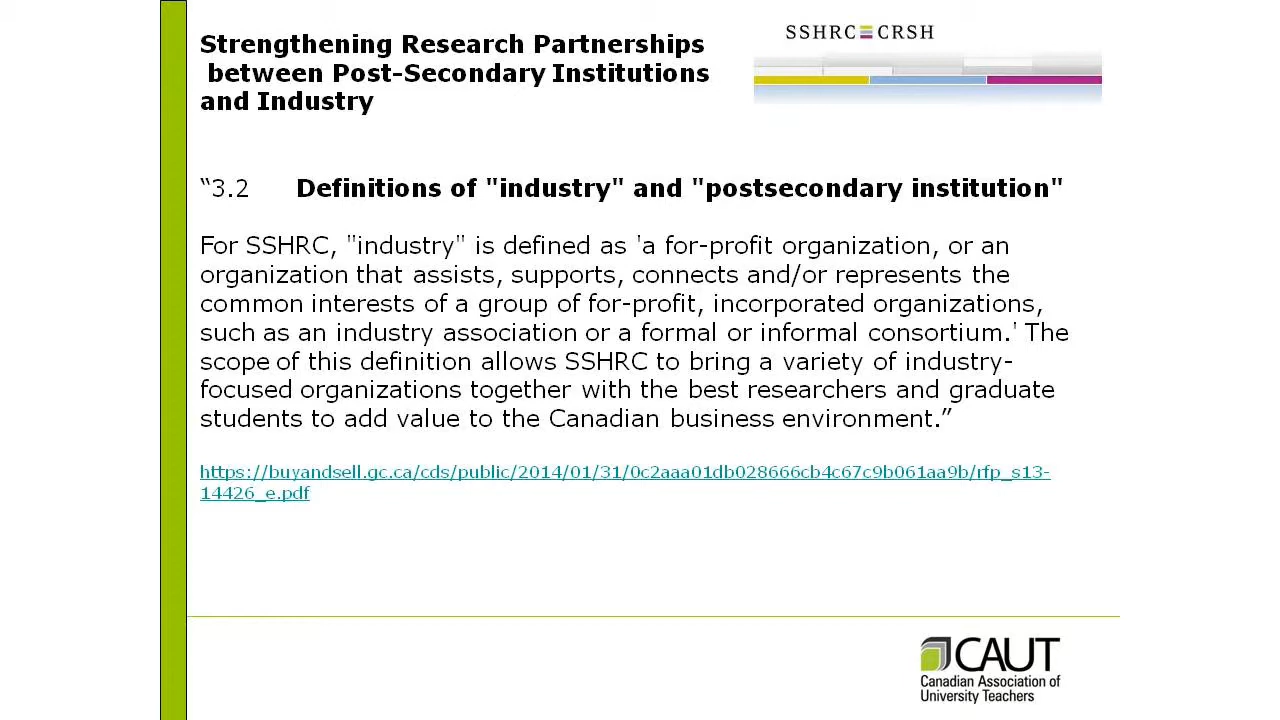 Strengthening Research Partnerships
between Post-Secondary Institutions
and Industry
SSHRC CRSH
“3.2 Definitions of "industry" and "postsecondary institution"
For SSHRC, "industry" is defined as 'a for-profit organization, or an
organization that assists, supports, connects and/or represents the
common interests of a group of for-profit, incorporated organizations,
such as an industry association or a formal or informal consortium.' The
scope of this definition allows SSHRC to bring a variety of industry-
focused organizations together with the best researchers and graduate
students to add value to the Canadian business environment.”
https://buyandsell.gc.ca/cds/public/2014/01/31/0c2aaa01db028666cb4c67c9b061aa9b/rfp_s13-
14426_e.pdf
CAUT
Canadian Association of
University Teachers